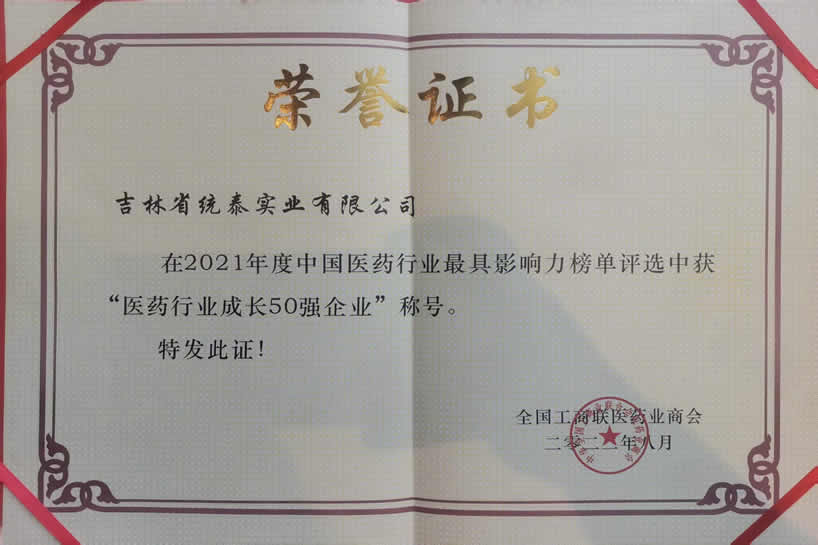 荣誉证书
吉林省统泰实业有限公司
在2021年度中国医药行业最具影响力榜单评选中获
“医药行业成长50强企业”称号。
特发此证!
全国工商联医药业商会
二零二二年八月